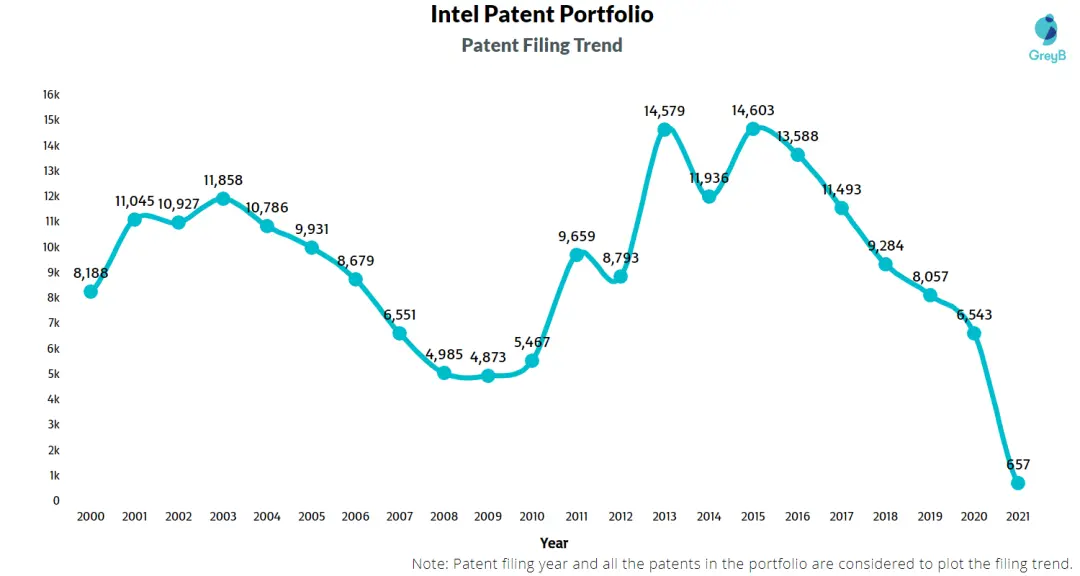 Intel Patent Portfolio
Patent Filing Trend
GreyB
16k
15k
14k
13k
12k
11k
10k
9k
8k
7k
6k
5k
4k
3k
2k
1k
0
8,188
11,045
10,927
11,858
10,786
9,931
8,679
6,551
4,985
4,873
5,467
9,659
8,793
14,579
11,936
14,603
13,588
11,493
9,284
8,057
6,543
657
2000 2001 2002 2003 2004 2005 2006 2007 2008 2009 2010 2011 2012 2013 2014 2015 2016 2017 2018 2019 2020 2021
Year
Note: Patent filing year and all the patents in the portfolio are considered to plot the filing trend.